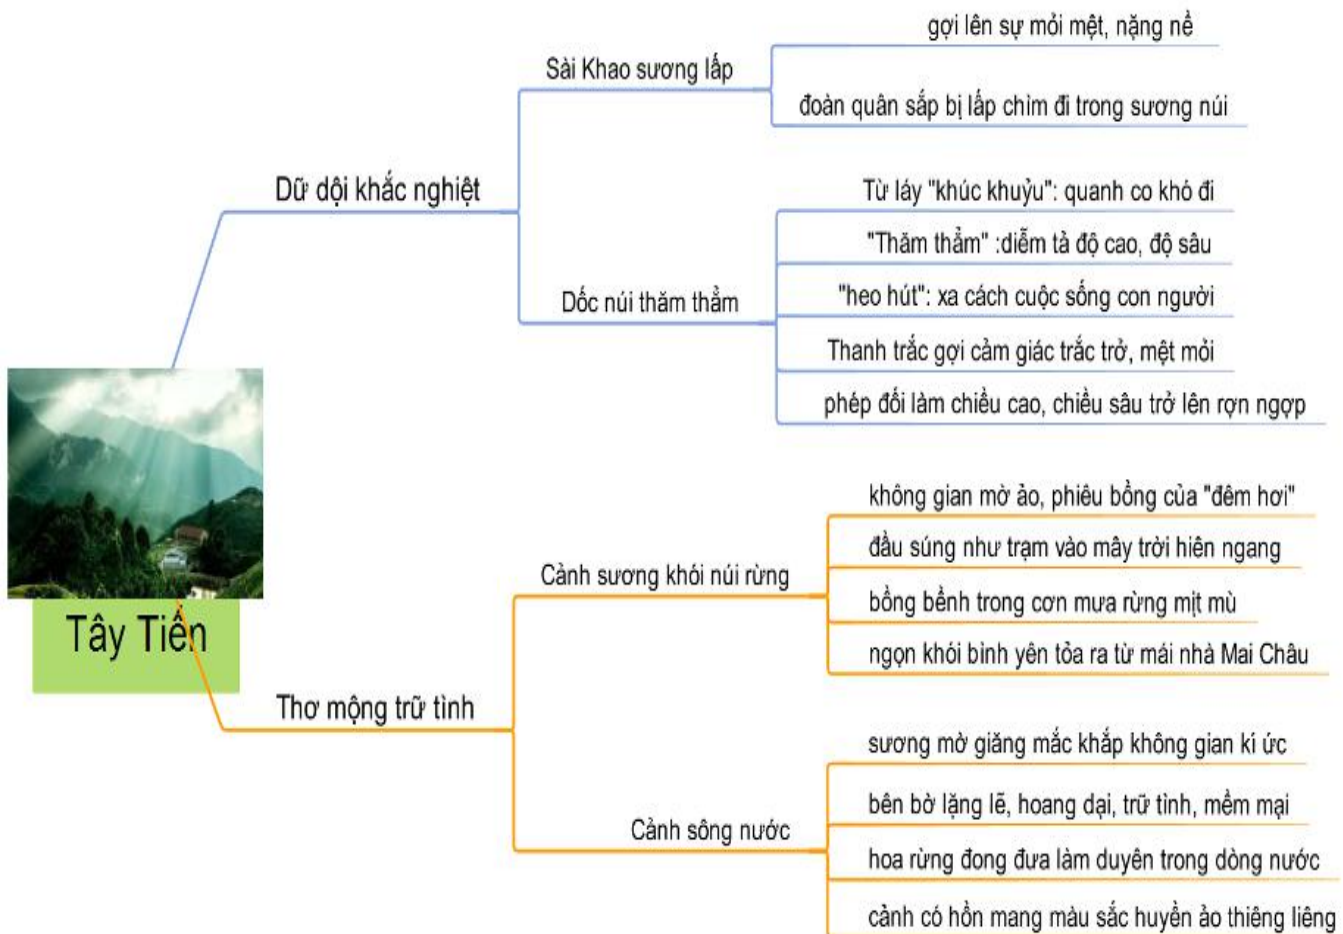 gợi lên sự mỏi mệt, nặng nề
Sài Khao sương lấp
đoàn quân sắp bị lấp chìm đi trong sương núi
Dữ dội khắc nghiệt
Từ láy "khúc khuỷu": quanh co khó đi
"Thăm thẳm" :diễm tả độ cao, độ sâu
"heo hút": xa cách cuộc sống con người
Dốc núi thăm thẳm
Thanh trắc gợi cảm giác trắc trở, mệt mỏi
phép đối làm chiều cao, chiều sâu trở lên rợn ngợp
Tây Tiến
không gian mờ ảo, phiêu bồng của "đêm hơi"
đầu súng như trạm vào mây trời hiên ngang
Cảnh sương khói núi rừng
bồng bềnh trong cơn mưa rừng mịt mù
ngọn khói bình yên tỏa ra từ mái nhà Mai Châu
Thơ mộng trữ tình
sương mờ giăng mắc khắp không gian kí ức
bên bờ lặng lẽ, hoang dại, trữ tình, mềm mại
Cảnh sông nước
hoa rừng đong đưa làm duyên trong dòng nước
cảnh có hồn mang màu sắc huyền ảo thiêng liêng